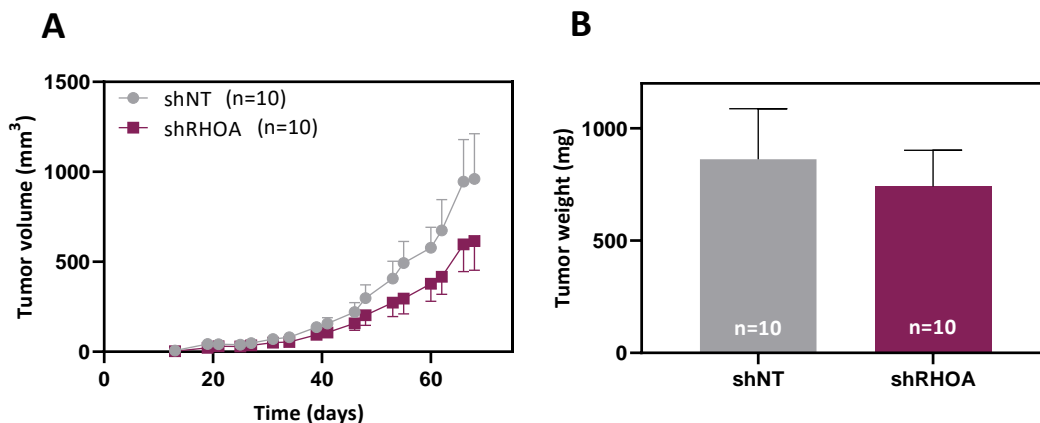 A
Tumor volume (mm³)
1500
1000
500
0
shNT (n=10)
shRHOA (n=10)
0 20 40 60
Time (days)
B
Tumor weight (mg)
1000
500
0
n=10 n=10
shNT shRHOA